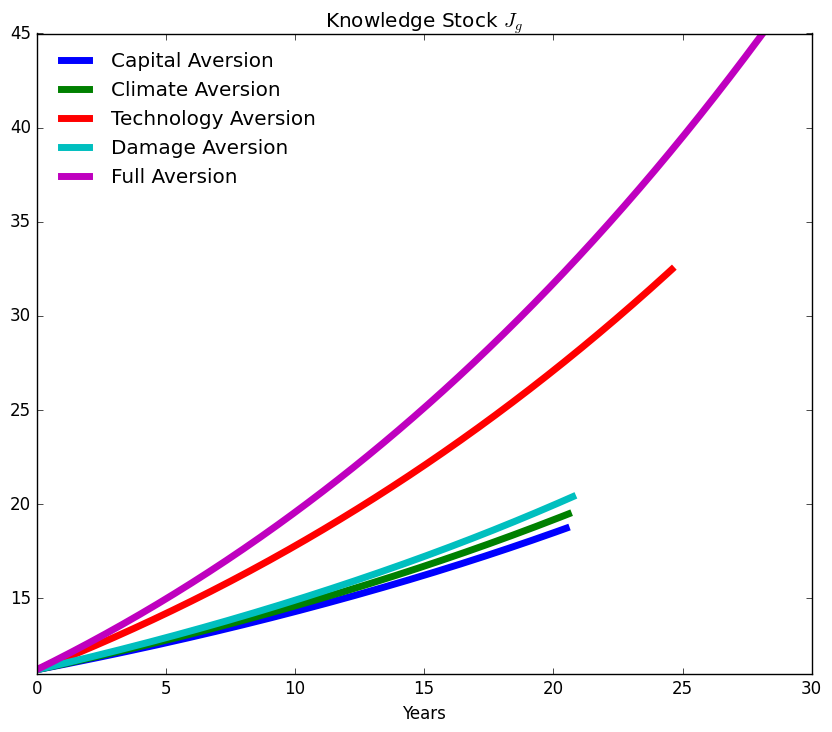 Knowledge Stock J_g
45
40
35
30
25
20
15
Capital Aversion
Climate Aversion
Technology Aversion
Damage Aversion
Full Aversion
0 5 10 15 20 25 30
Years